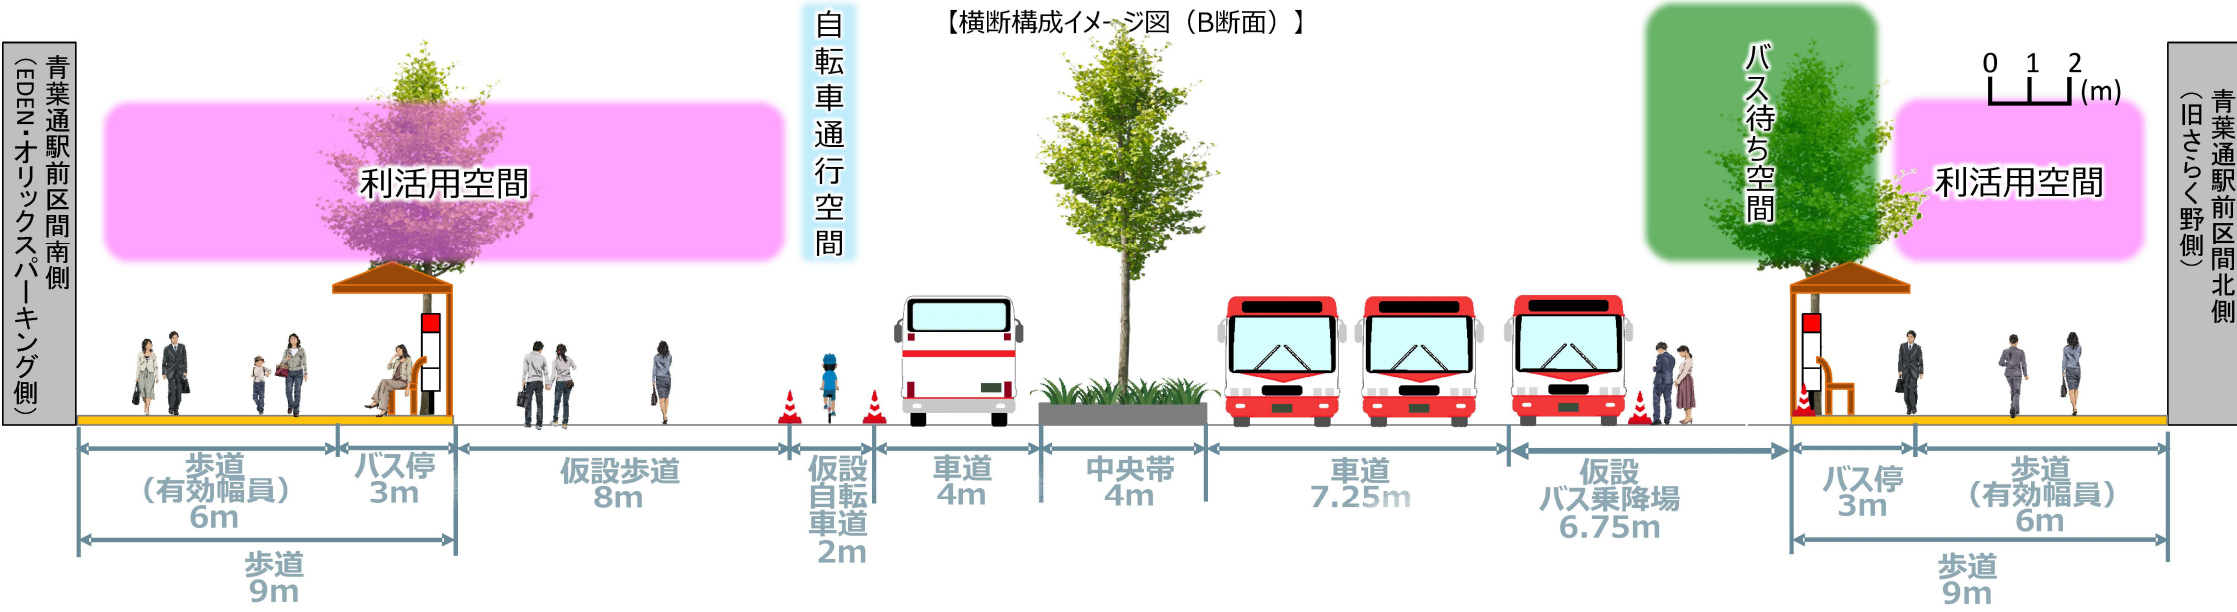 【横断構成イメージ図（B断面）】
青葉通駅前区間南側
（EDEN・オリックスパーキング側）
利活用空間
自転車通行空間
バス待ち空間
利活用空間
0 1 2
(m)
青葉通駅前区間北側
（旧さらく野側）
歩道
（有効幅員）
6m
バス停
3m
歩道
9m
仮設歩道
8m
仮設
自転
車道
2m
車道
4m
中央帯
4m
車道
7.25m
仮設
バス乗降場
6.75m
バス停
3m
歩道
（有効幅員）
6m
歩道
9m